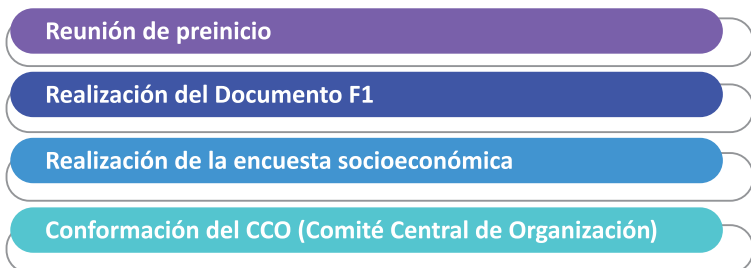 Reunión de preinicio
Realización del Documento F1
Realización de la encuesta socioeconómica
Conformación del CCO (Comité Central de Organización)